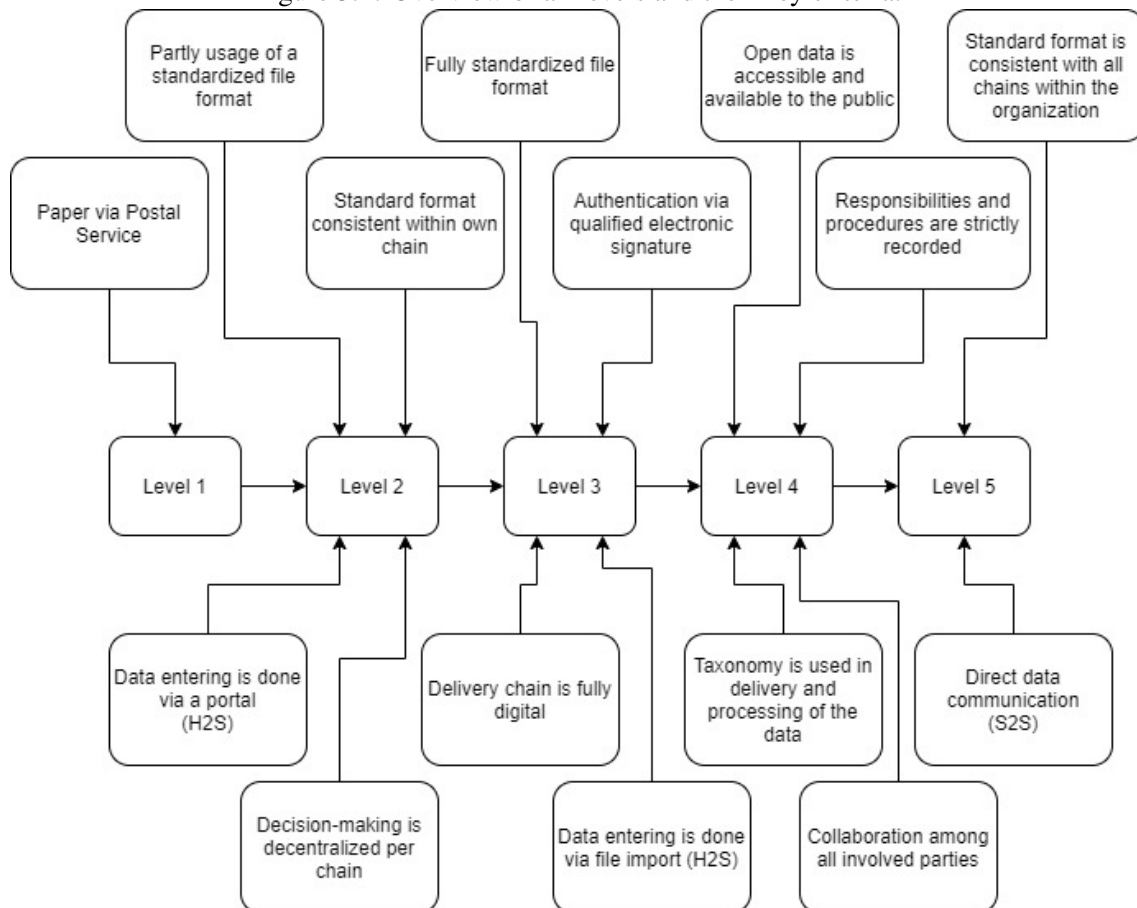 Partly usage of a
standardized file
format
Fully standardized file
format
Open data is
accessible and
available to the public
Standard format is
consistent with all
chains within the
organization
Paper via Postal
Service
Standard format
consistent within own
chain
Authentication via
qualified electronic
signature
Responsibilities and
procedures are strictly
recorded
Level 1
Level 2
Level 3
Level 4
Level 5
Data entering is done
via a portal
(H2S)
Delivery chain is fully
digital
Taxonomy is used in
delivery and
processing of the
data
Direct data
communication
(S2S)
Decision-making is
decentralized per
chain
Data entering is done
via file import (H2S)
Collaboration among
all involved parties